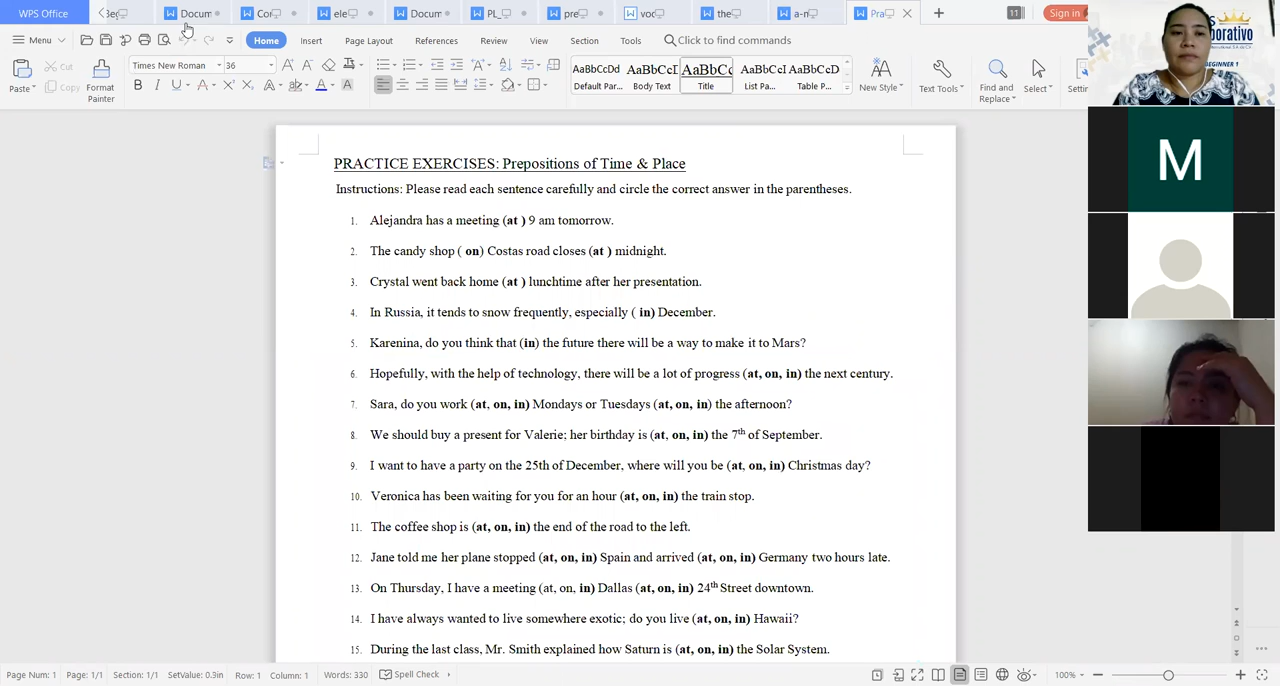 WPS Office
Docum
Cor
ele
Docum
PL_
pre
voc
the
a-n
Pra
11
Sign in
Menu
Home
Insert
Page Layout
References
Review
View
Section
Tools
Click to find commands
Paste
Cut
Copy
Format Painter
Times New Roman
36
AaBbCcDd
Default Par...
Body Text
Title
List Pa...
Table P...
New Style
Text Tools
Find and Replace
Select
BEGINNER 1
M
PRACTICE EXERCISES: Prepositions of Time & Place
Instructions: Please read each sentence carefully and circle the correct answer in the parentheses.
1. Alejandra has a meeting (at ) 9 am tomorrow.
2. The candy shop ( on) Costas road closes (at ) midnight.
3. Crystal went back home (at ) lunchtime after her presentation.
4. In Russia, it tends to snow frequently, especially ( in) December.
5. Karenina, do you think that (in) the future there will be a way to make it to Mars?
6. Hopefully, with the help of technology, there will be a lot of progress (at, on, in) the next century.
7. Sara, do you work (at, on, in) Mondays or Tuesdays (at, on, in) the afternoon?
8. We should buy a present for Valerie; her birthday is (at, on, in) the 7th of September.
9. I want to have a party on the 25th of December, where will you be (at, on, in) Christmas day?
10. Veronica has been waiting for you for an hour (at, on, in) the train stop.
11. The coffee shop is (at, on, in) the end of the road to the left.
12. Jane told me her plane stopped (at, on, in) Spain and arrived (at, on, in) Germany two hours late.
13. On Thursday, I have a meeting (at, on, in) Dallas (at, on, in) 24th Street downtown.
14. I have always wanted to live somewhere exotic; do you live (at, on, in) Hawaii?
15. During the last class, Mr. Smith explained how Saturn is (at, on, in) the Solar System.
Page Num: 1
Page: 1/1
Section: 1/1
SetValue: 0.3in
Row: 1
Column: 1
Words: 330
Spell Check
100%